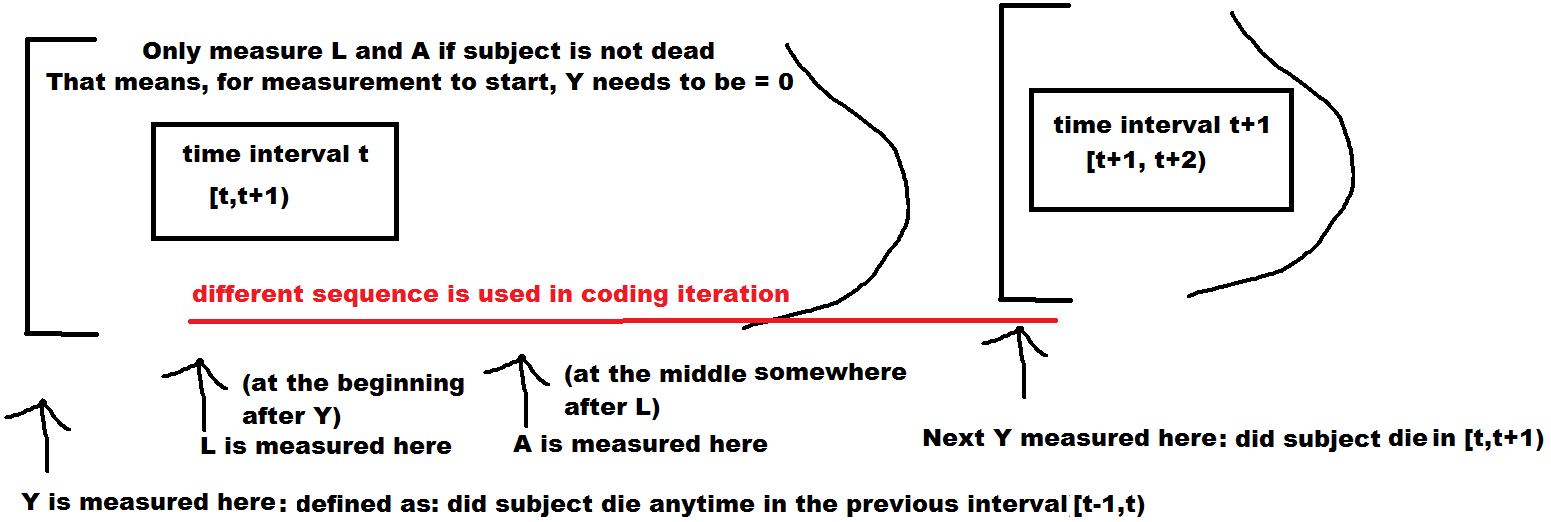 Only measure L and A if subject is not dead
That means, for measurement to start, Y needs to be = 0
time interval t
[t,t+1)
time interval t+1
[t+1, t+2)
different sequence is used in coding iteration
(at the beginning
after Y)
L is measured here
(at the middle somewhere
after L)
A is measured here
Next Y measured here: did subject die in [t,t+1)
Y is measured here: defined as: did subject die anytime in the previous interval [t-1,t)